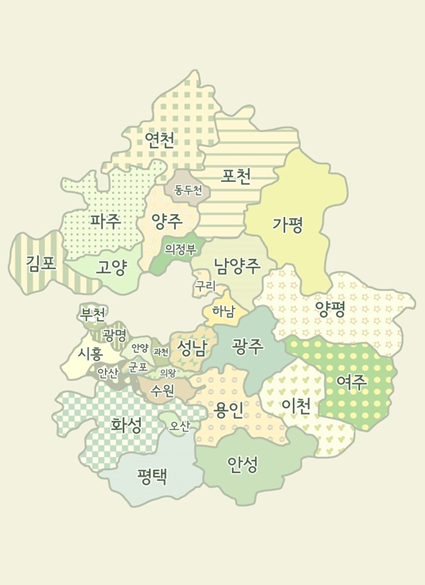 연천
포천
동두천
파주
양주
가평
의정부
김포
고양
남양주
구리
하남
양평
부천
광명
시흥
안양
과천
성남
광주
안산
군포
의왕
수원
여주
이천
용인
화성
오산
안성
평택